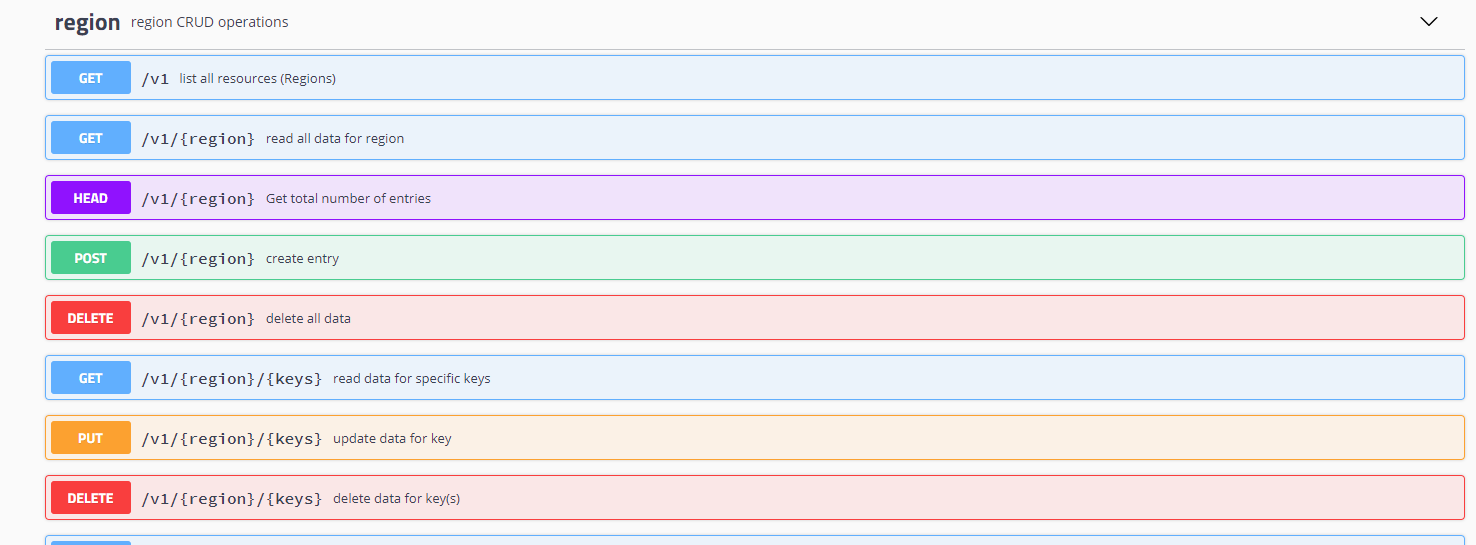 region region CRUD operations
GET /v1 list all resources (Regions)
GET /v1/{region} read all data for region
HEAD /v1/{region} Get total number of entries
POST /v1/{region} create entry
DELETE /v1/{region} delete all data
GET /v1/{region}/{keys} read data for specific keys
PUT /v1/{region}/{keys} update data for key
DELETE /v1/{region}/{keys} delete data for key(s)